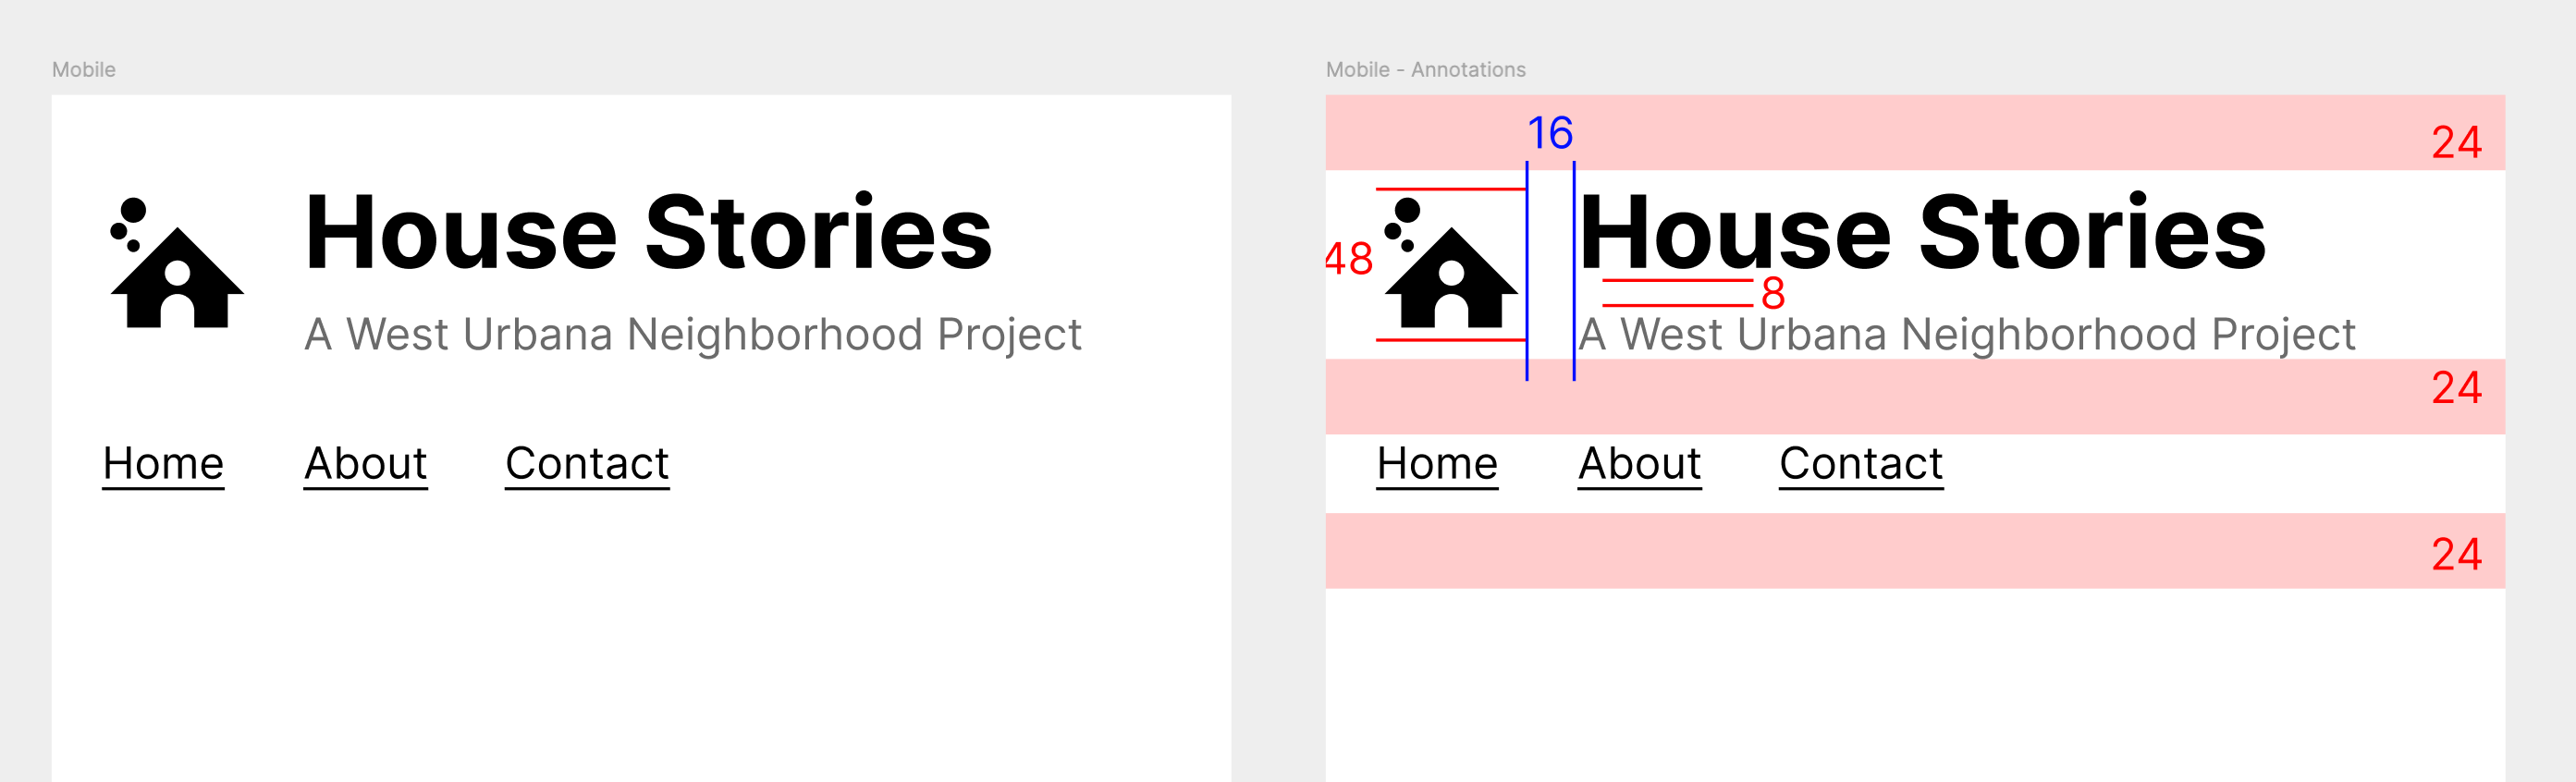 Mobile
House Stories
A West Urbana Neighborhood Project
Home About Contact
Mobile - Annotations
24
16
48
House Stories
8
A West Urbana Neighborhood Project
24
Home About Contact
24